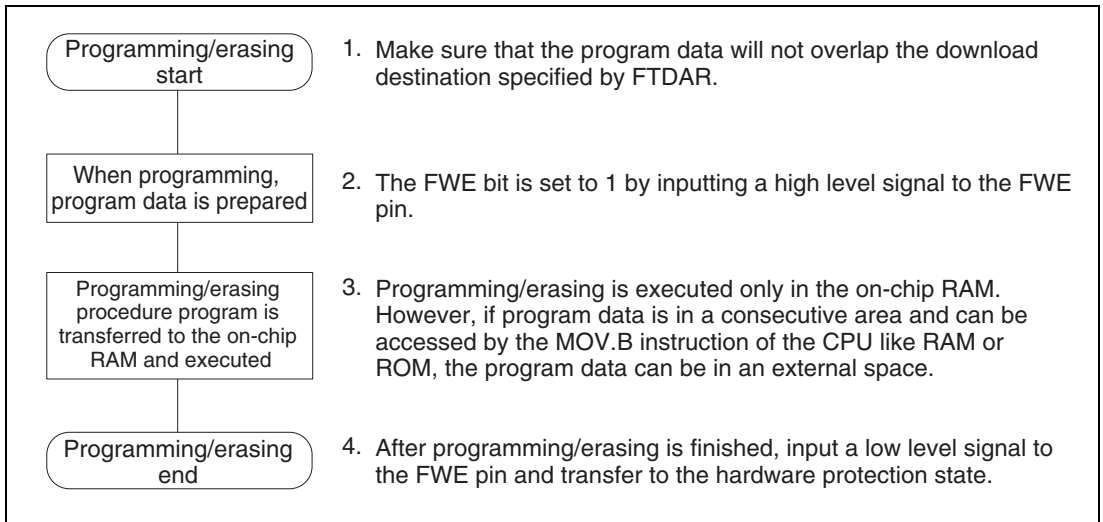 Programming/erasing
start
1. Make sure that the program data will not overlap the download
destination specified by FTDAR.
When programming,
program data is prepared
2. The FWE bit is set to 1 by inputting a high level signal to the FWE
pin.
Programming/erasing
procedure program is
transferred to the on-chip
RAM and executed
3. Programming/erasing is executed only in the on-chip RAM.
However, if program data is in a consecutive area and can be
accessed by the MOV.B instruction of the CPU like RAM or
ROM, the program data can be in an external space.
Programming/erasing
end
4. After programming/erasing is finished, input a low level signal to
the FWE pin and transfer to the hardware protection state.